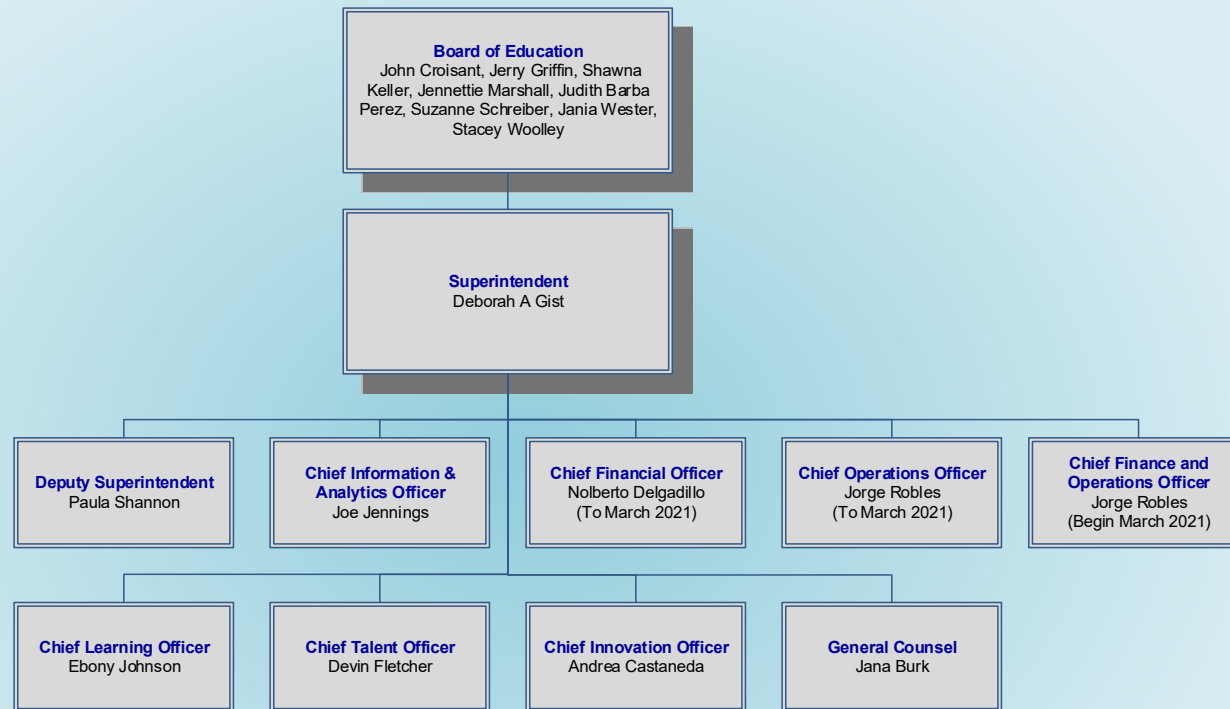 Board of Education
John Croisant, Jerry Griffin, Shawna
Keller, Jennettie Marshall, Judith Barba
Perez, Suzanne Schreiber, Jania Wester,
Stacey Woolley
Superintendent
Deborah A Gist
Deputy Superintendent
Paula Shannon
Chief Information &
Analytics Officer
Joe Jennings
Chief Financial Officer
Nolberto Delgadillo
(To March 2021)
Chief Operations Officer
Jorge Robles
(To March 2021)
Chief Finance and
Operations Officer
Jorge Robles
(Begin March 2021)
Chief Learning Officer
Ebony Johnson
Chief Talent Officer
Devin Fletcher
Chief Innovation Officer
Andrea Castaneda
General Counsel
Jana Burk